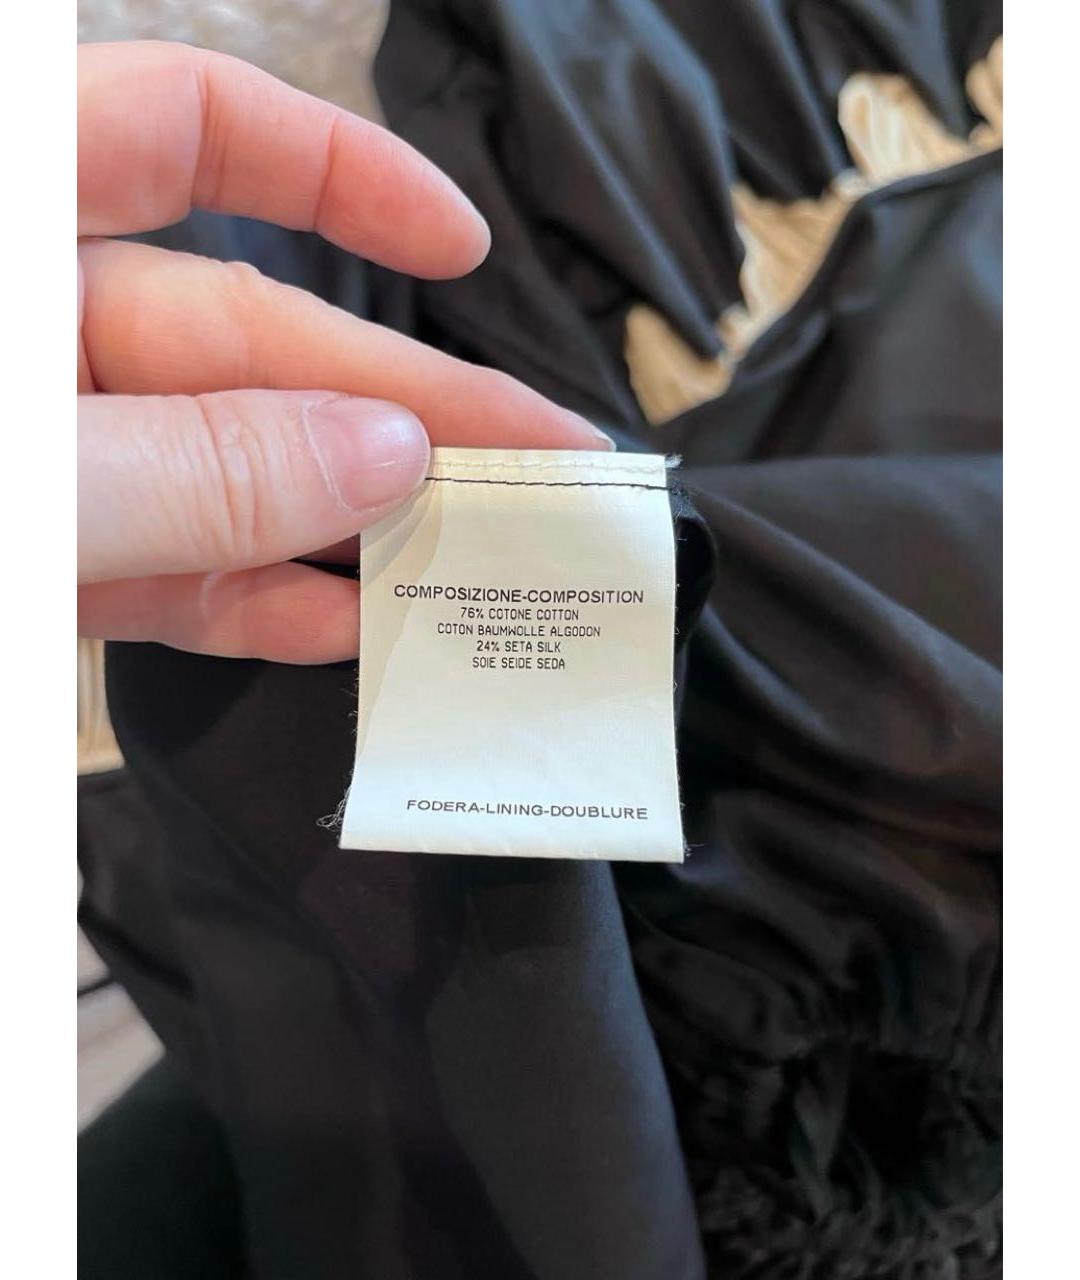 COMPOSIZIONE-COMPOSITION
76% COTONE COTTON
COTON BAUMWOLLE ALGODON
24% SETA SILK
SOIE SEIDE SEDA
FODERA-LINING-DOUBLURE